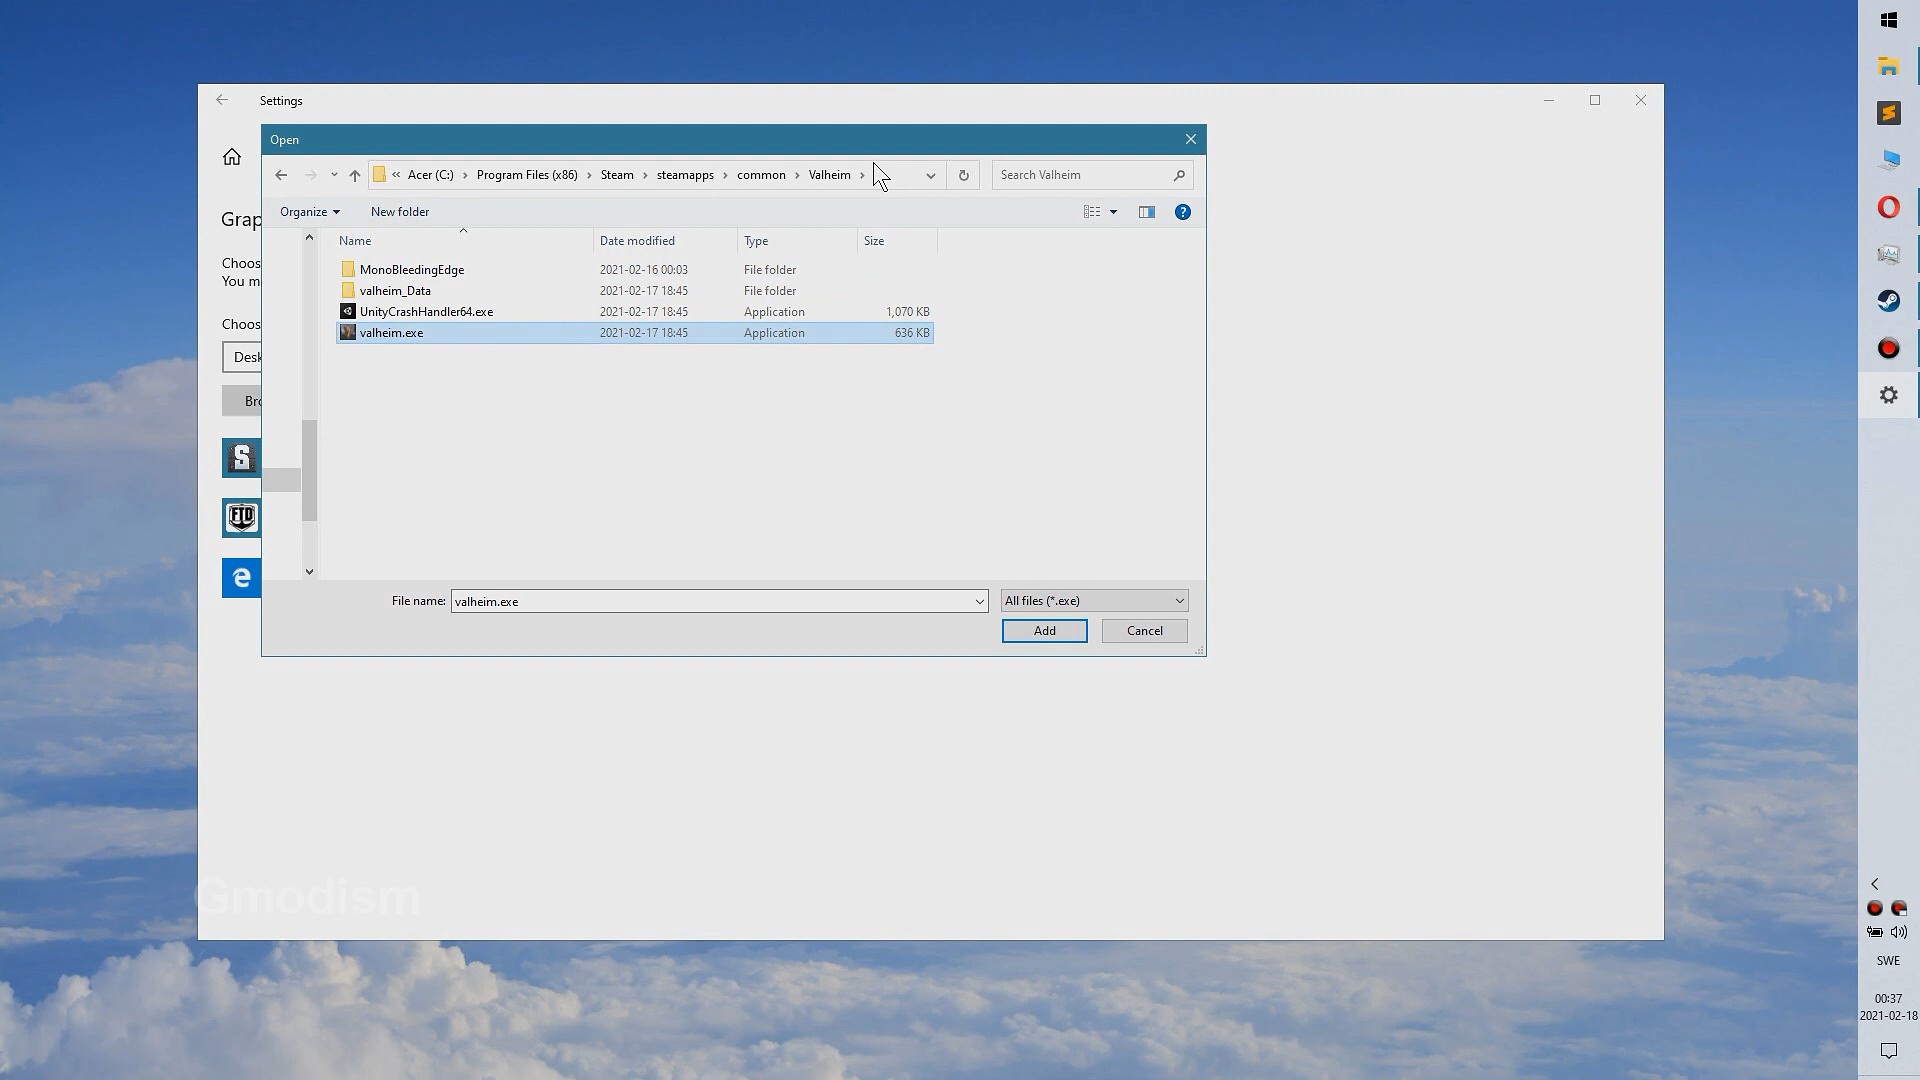 Settings
Open
« Acer (C:) › Program Files (x86) › Steam › steamapps › common › Valheim ›
Search Valheim
Organize
New folder
Grap
Choos
You m
Choos
Desk
Bro
Name
Date modified
Type
Size
MonoBleedingEdge 2021-02-16 00:03 File folder
valheim_Data 2021-02-17 18:45 File folder
UnityCrashHandler64.exe 2021-02-17 18:45 Application 1,070 KB
valheim.exe 2021-02-17 18:45 Application 636 KB
S
FTD
File name: valheim.exe
All files (*.exe)
Add
Cancel
Gmodism
SWE
00:37
2021-02-18